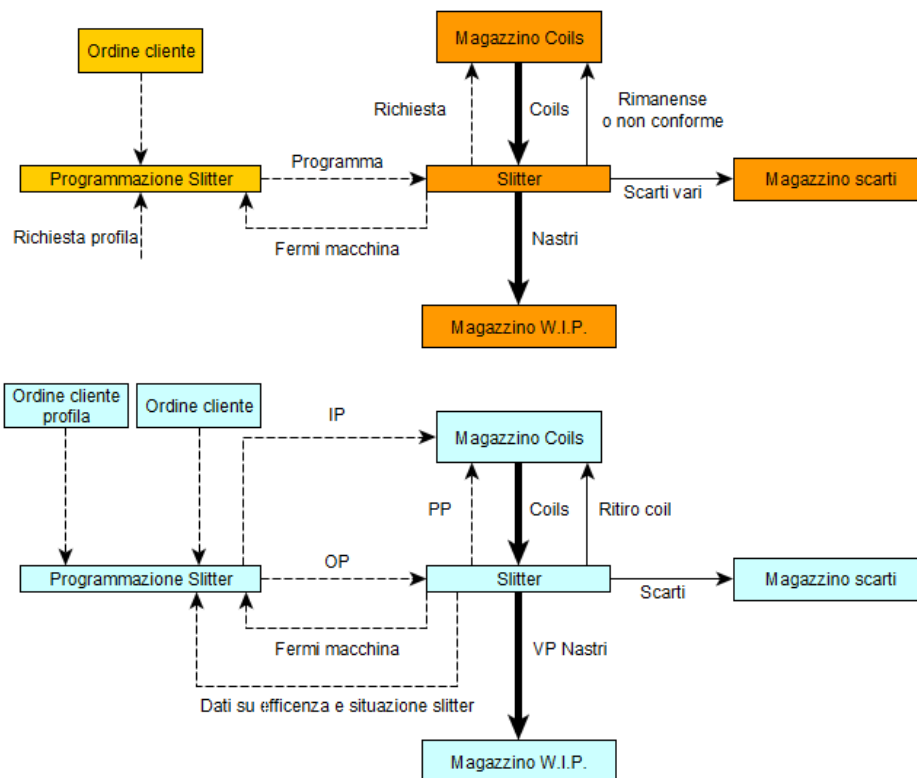 Ordine cliente
Magazzino Coils
Richiesta
Coils
Rimanense
o non conforme
Programmazione Slitter
Programma
Slitter
Scarti vari
Magazzino scarti
Richiesta profila
Fermi macchina
Nastri
Magazzino W.I.P.
Ordine cliente
profila
Ordine cliente
IP
Magazzino Coils
PP
Coils
Ritiro coil
Programmazione Slitter
OP
Slitter
Scarti
Magazzino scarti
Fermi macchina
VP Nastri
Dati su efficenza e situazione slitter
Magazzino W.I.P.